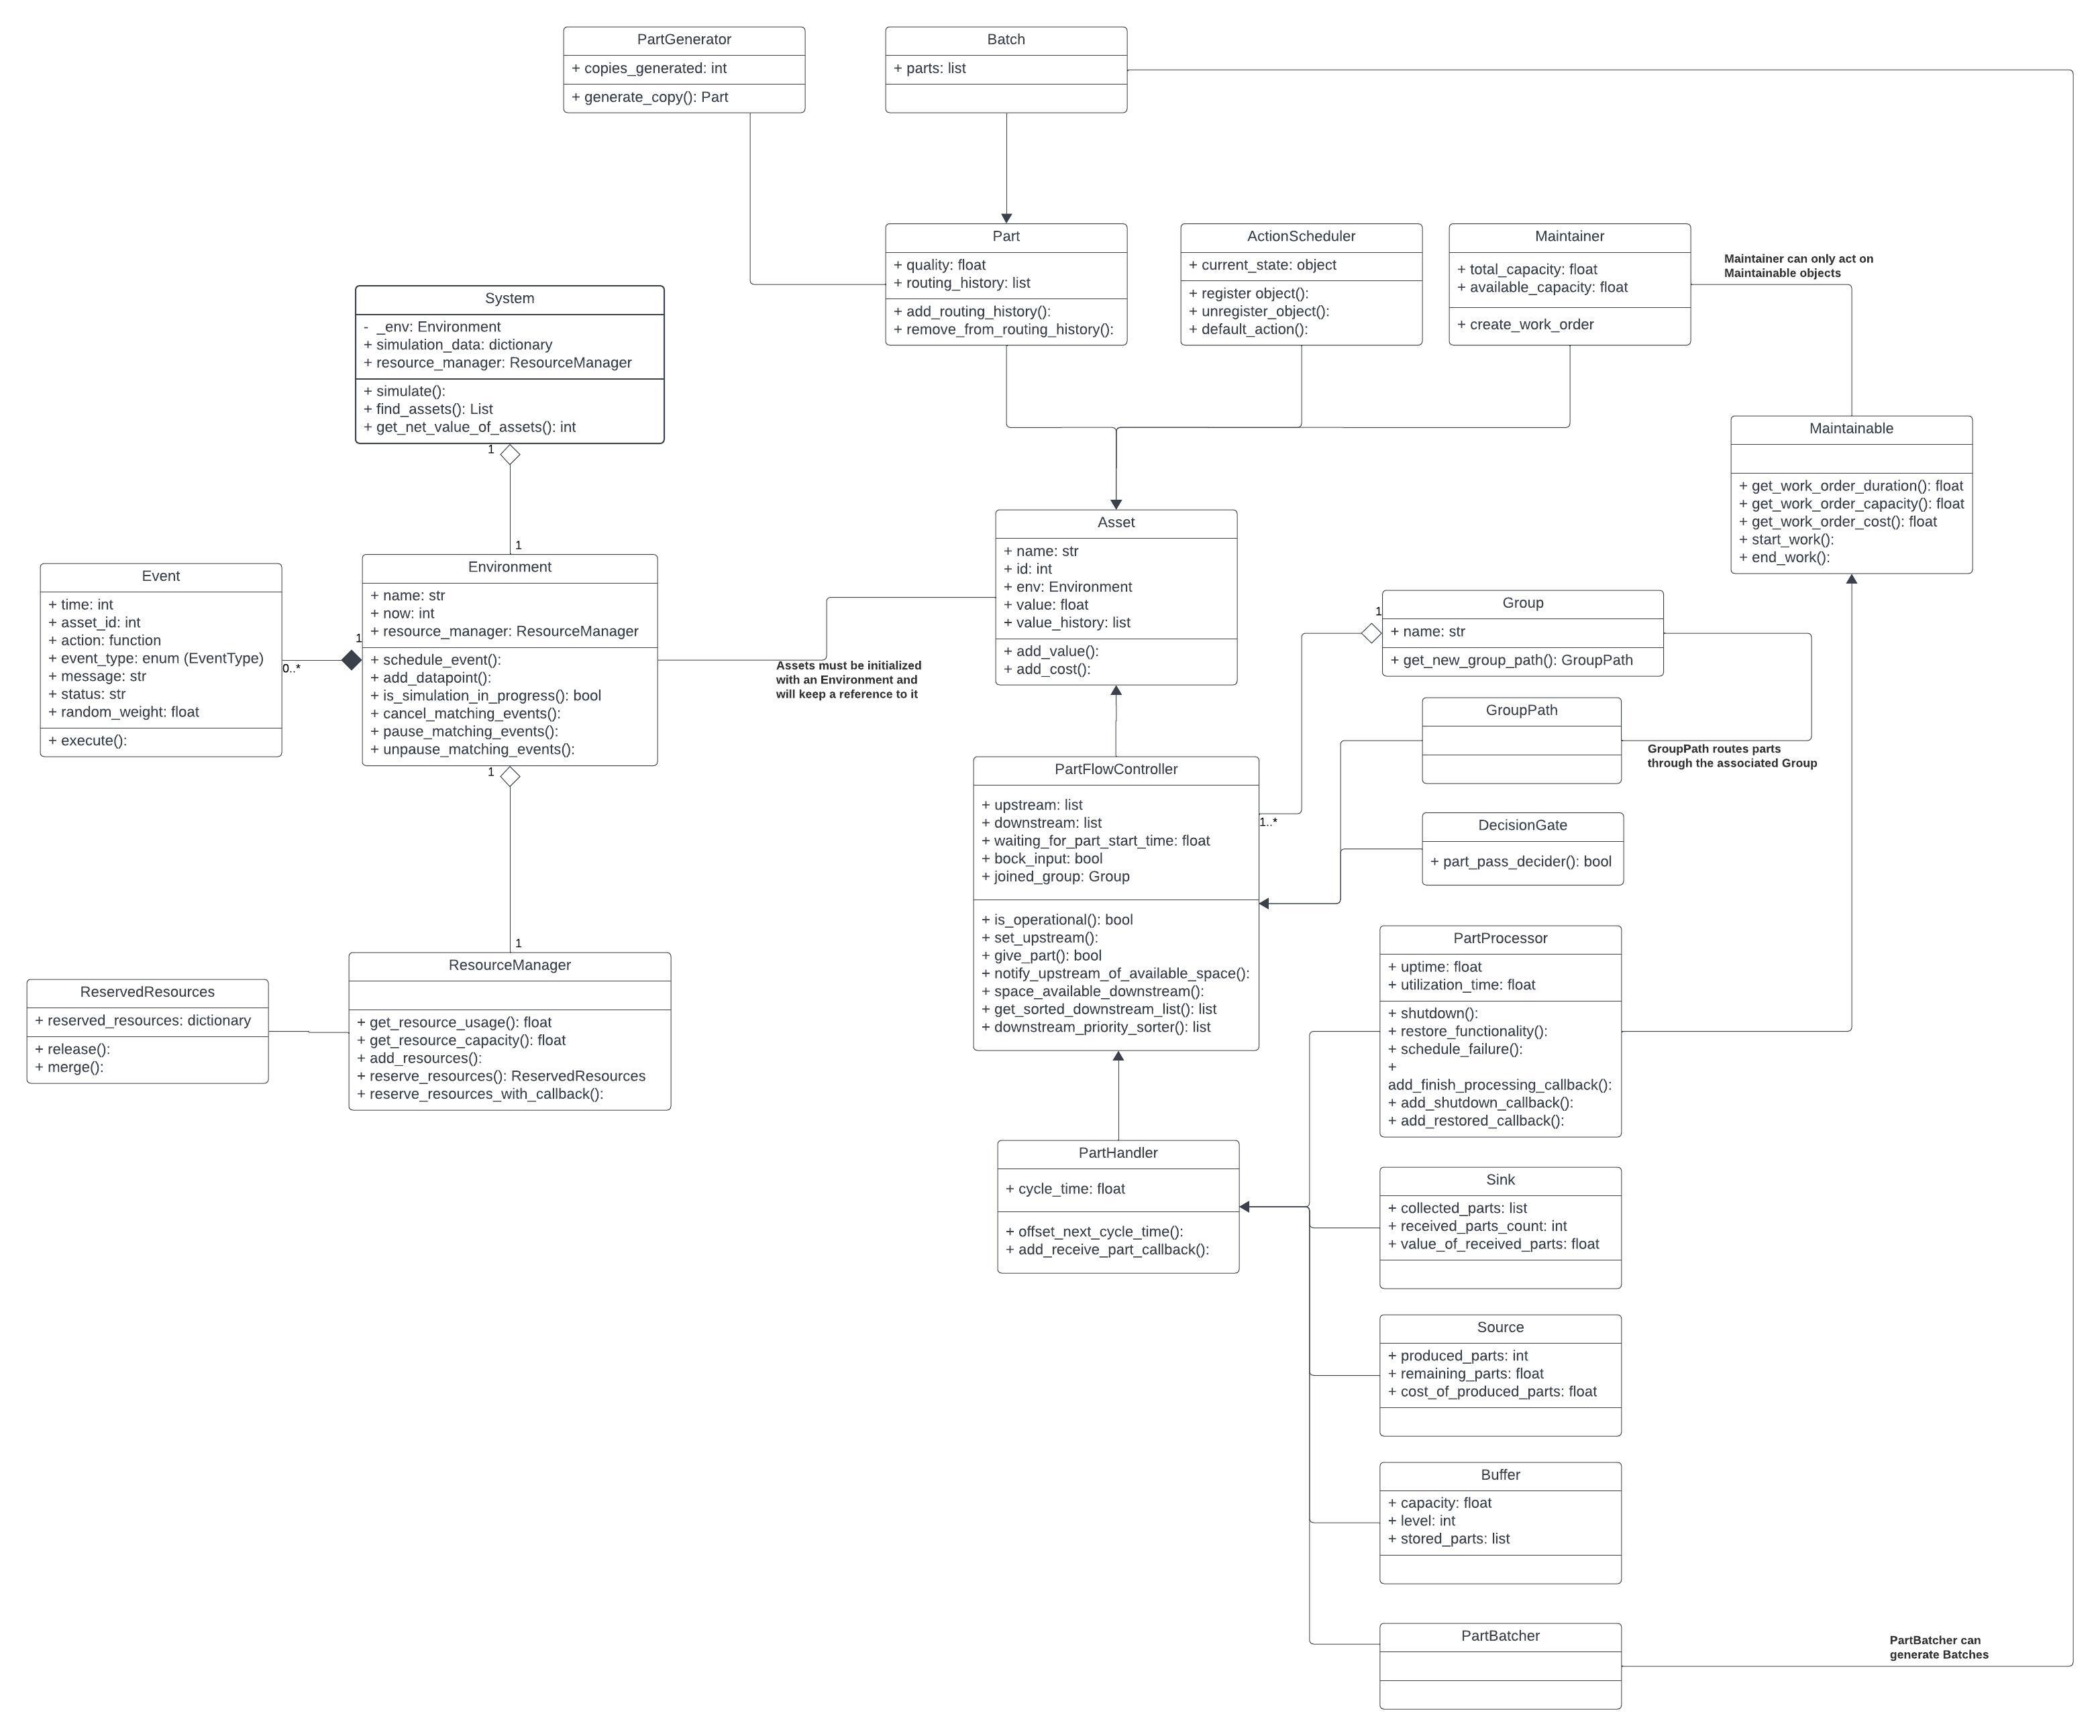 PartGenerator
+ copies_generated: int
+ generate_copy(): Part
Batch
+ parts: list
Part
+ quality: float
+ routing_history: list
+ add_routing_history():
+ remove_from_routing_history():
ActionScheduler
+ current_state: object
+ register object():
+ unregister_object():
+ default_action():
Maintainer
+ total_capacity: float
+ available_capacity: float
+ create_work_order
Maintainer can only act on
Maintainable objects
System
- _env: Environment
+ simulation_data: dictionary
+ resource_manager: ResourceManager
+ simulate():
+ find_assets(): List
+ get_net_value_of_assets(): int
1
1
Maintainable
+ get_work_order_duration(): float
+ get_work_order_capacity(): float
+ get_work_order_cost(): float
+ start_work():
+ end_work():
Asset
+ name: str
+ id: int
+ env: Environment
+ value: float
+ value_history: list
+ add_value():
+ add_cost():
Event
+ time: int
+ asset_id: int
+ action: function
+ event_type: enum (EventType)
+ message: str
+ status: str
+ random_weight: float
+ execute():
0..*
1
Environment
+ name: str
+ now: int
+ resource_manager: ResourceManager
+ schedule_event():
+ add_datapoint():
+ is_simulation_in_progress(): bool
+ cancel_matching_events():
+ pause_matching_events():
+ unpause_matching_events():
1
1
Assets must be initialized
with an Environment and
will keep a reference to it
1
Group
+ name: str
+ get_new_group_path(): GroupPath
GroupPath
GroupPath routes parts
through the associated Group
PartFlowController
+ upstream: list
+ downstream: list
+ waiting_for_part_start_time: float
+ bock_input: bool
+ joined_group: Group
+ is_operational(): bool
+ set_upstream():
+ give_part(): bool
+ notify_upstream_of_available_space():
+ space_available_downstream():
+ get_sorted_downstream_list(): list
+ downstream_priority_sorter(): list
1..*
DecisionGate
+ part_pass_decider(): bool
PartProcessor
+ uptime: float
+ utilization_time: float
+ shutdown():
+ restore_functionality():
+ schedule_failure():
+
add_finish_processing_callback():
+ add_shutdown_callback():
+ add_restored_callback():
ReservedResources
+ reserved_resources: dictionary
+ release():
+ merge():
ResourceManager
+ get_resource_usage(): float
+ get_resource_capacity(): float
+ add_resources():
+ reserve_resources(): ReservedResources
+ reserve_resources_with_callback():
PartHandler
+ cycle_time: float
+ offset_next_cycle_time():
+ add_receive_part_callback():
Sink
+ collected_parts: list
+ received_parts_count: int
+ value_of_received_parts: float
Source
+ produced_parts: int
+ remaining_parts: float
+ cost_of_produced_parts: float
Buffer
+ capacity: float
+ level: int
+ stored_parts: list
PartBatcher
PartBatcher can
generate Batches